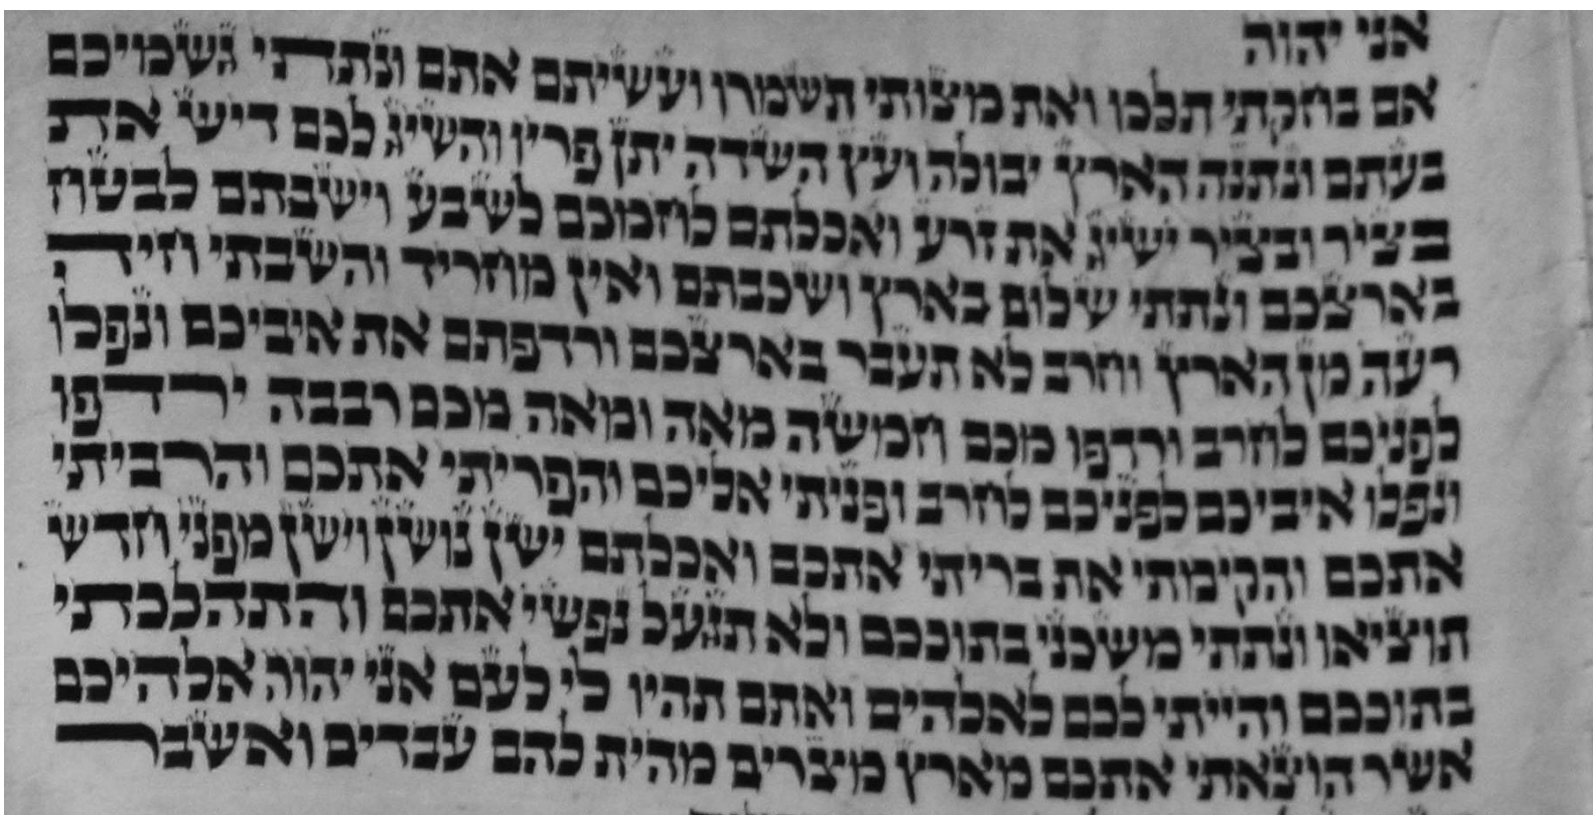 אני יהוה
אם בחקתי תלכו ואת מצותי תשמרו ועשיתם אתם ונתתי גשמיכם
בעתם ונתנה הארץ יבולה ועץ השדה יתן פריו והשיג לכם דיש את
בציר ובציר ישיג את זרע ואכלתם לחמכם לשבע וישבתם לבטח
בארצכם ונתתי שלום בארץ ושכבתם ואין מחריד והשבתי חיה
רעה מן הארץ וחרב לא תעבר בארצכם ורדפתם את איביכם ונפלו
לפניכם לחרב ורדפו מכם חמשה מאה ומאה מכם רבבה ירדפו
ונפלו איביכם לפניכם לחרב ופניתי אליכם והפריתי אתכם והרביתי
אתכם והקימתי את בריתי אתכם ואכלתם ישן נושן וישן מפני חדש
תוציאו ונתתי משכני בתוככם ולא תגעל נפשי אתכם והתהלכתי
בתוככם והייתי לכם לאלהים ואתם תהיו לי לעם אני יהוה אלהיכם
אשר הוצאתי אתכם מארץ מצרים מהית להם עבדים ואשבר